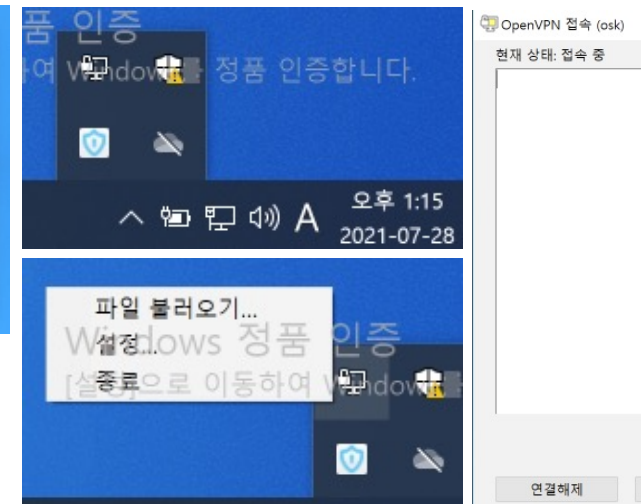 품 인증
하여 Windows를 정품 인증합니다.
A
오후 1:15
2021-07-28
파일 불러오기...
설정...
종료
Windows 정품 인증
[설정]으로 이동하여 Windows를
OpenVPN 접속 (osk)
현재 상태: 접속 중
연결해제